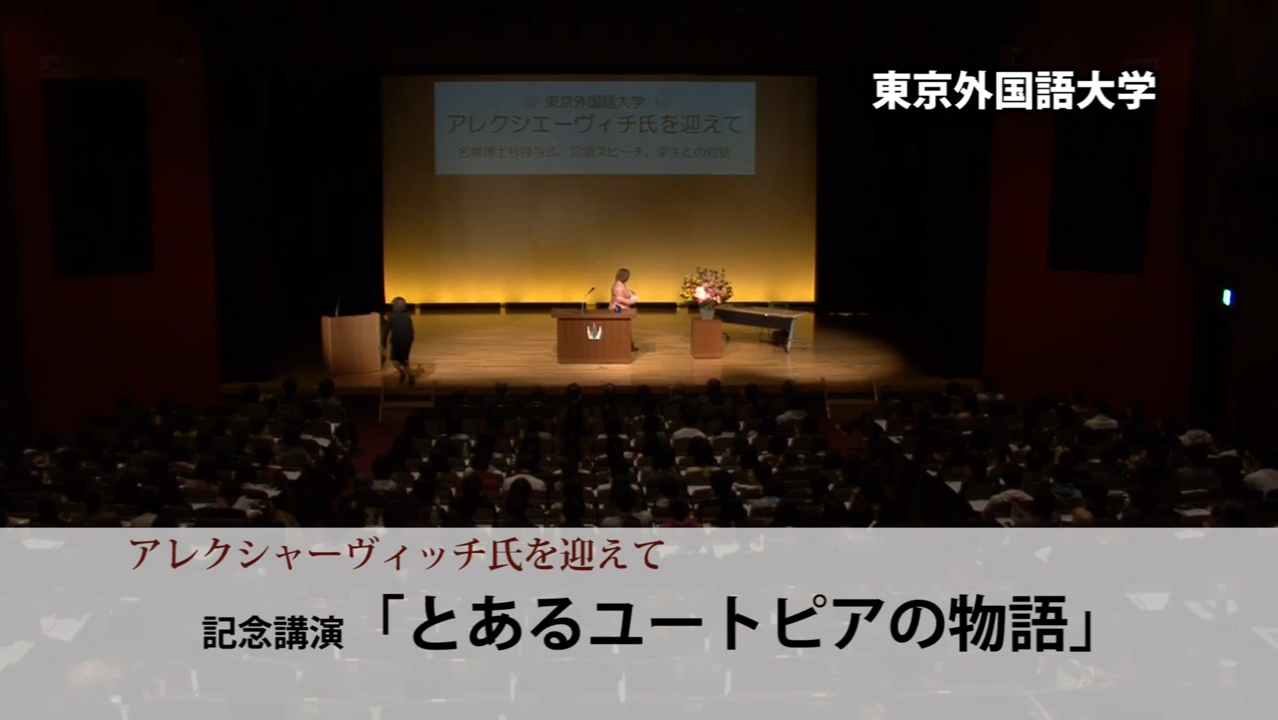 東京外国語大学
東京外国語大学
アレクシエーヴィチ氏を迎えて
名誉博士号授与式、記念スピーチ、学生との対話
アレクシャーヴィッチ氏を迎えて
記念講演「とあるユートピアの物語」